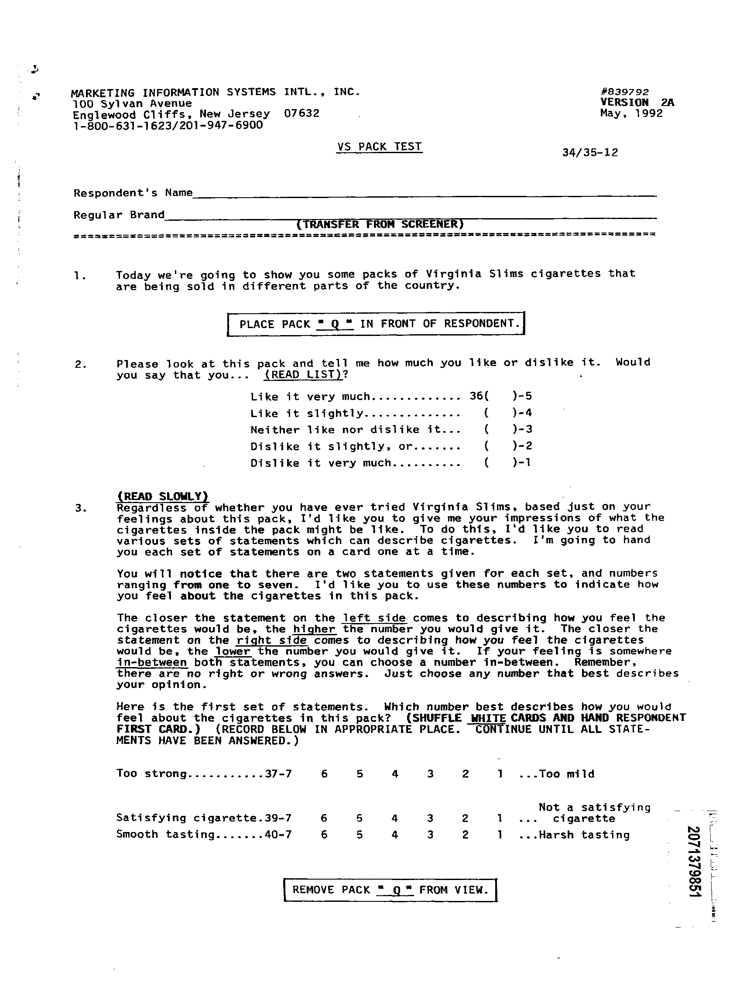 MARKETING INFORMATION SYSTEMS INTL., INC. #839792
100 Sylvan Avenue VERSION 2A
Englewood Cliffs, New Jersey 07632 May, 1992
1-800-631-1623/201-947-6900
VS PACK TEST
34/35-12
Respondent's Name
Regular Brand
(TRANSFER FROM SCREENER)
1. Today we're going to show you some packs of Virginia Slims cigarettes that
are being sold in different parts of the country.
PLACE PACK " Q " IN FRONT OF RESPONDENT.
2. Please look at this pack and tell me how much you like or dislike it. Would
you say that you... (READ LIST)?
Like it very much............. 36( )-5
Like it slightly.............. ( )-4
Neither like nor dislike it... ( )-3
Dislike it slightly, or....... ( )-2
Dislike it very much.......... ( )-1
(READ SLOWLY)
3. Regardless of whether you have ever tried Virginia Slims, based just on your
feelings about this pack, I'd like you to give me your impressions of what the
cigarettes inside the pack might be like. To do this, I'd like you to read
various sets of statements which can describe cigarettes. I'm going to hand
you each set of statements on a card one at a time.
You will notice that there are two statements given for each set, and numbers
ranging from one to seven. I'd like you to use these numbers to indicate how
you feel about the cigarettes in this pack.
The closer the statement on the left side comes to describing how you feel the
cigarettes would be, the higher the number you would give it. The closer the
statement on the right side comes to describing how you feel the cigarettes
would be, the lower the number you would give it. If your feeling is somewhere
in-between both statements, you can choose a number in-between. Remember,
there are no right or wrong answers. Just choose any number that best describes
your opinion.
Here is the first set of statements. Which number best describes how you would
feel about the cigarettes in this pack? (SHUFFLE WHITE CARDS AND HAND RESPONDENT
FIRST CARD.) (RECORD BELOW IN APPROPRIATE PLACE. CONTINUE UNTIL ALL STATE-
MENTS HAVE BEEN ANSWERED.)
Too strong...........37-7 6 5 4 3 2 1 ...Too mild
Not a satisfying
Satisfying cigarette.39-7 6 5 4 3 2 1 ... cigarette
Smooth tasting.......40-7 6 5 4 3 2 1 ...Harsh tasting
REMOVE PACK " Q " FROM VIEW.
2071379851